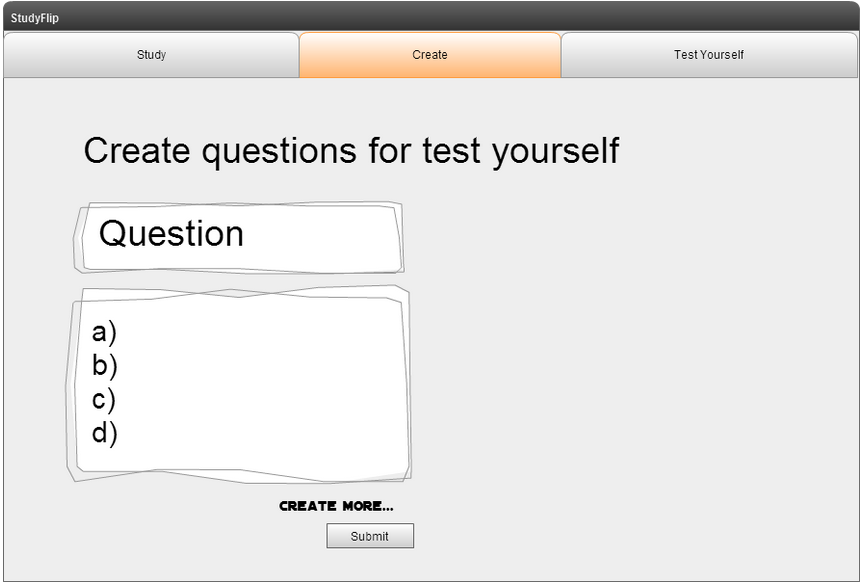 StudyFlip
Study Create Test Yourself
Create questions for test yourself
Question
a)
b)
c)
d)
CREATE MORE...
Submit